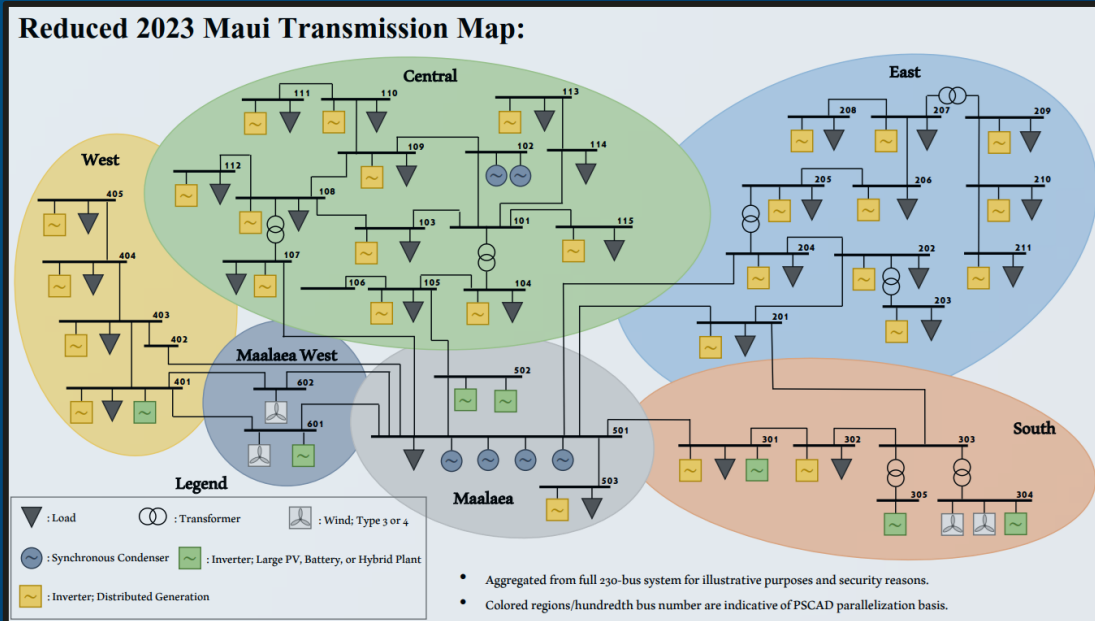 Reduced 2023 Maui Transmission Map:
Central
East
West
Maalaea West
Maalaea
South
111
110
113
109
102
114
112
108
103
101
115
107
106
105
104
208
207
209
205
206
210
204
202
211
203
201
405
404
403
402
401
602
601
502
501
503
301
302
303
305
304
Legend
: Load
: Transformer
: Wind; Type 3 or 4
: Synchronous Condenser
: Inverter; Large PV, Battery, or Hybrid Plant
: Inverter; Distributed Generation
• Aggregated from full 230-bus system for illustrative purposes and security reasons.
• Colored regions/hundredth bus number are indicative of PSCAD parallelization basis.